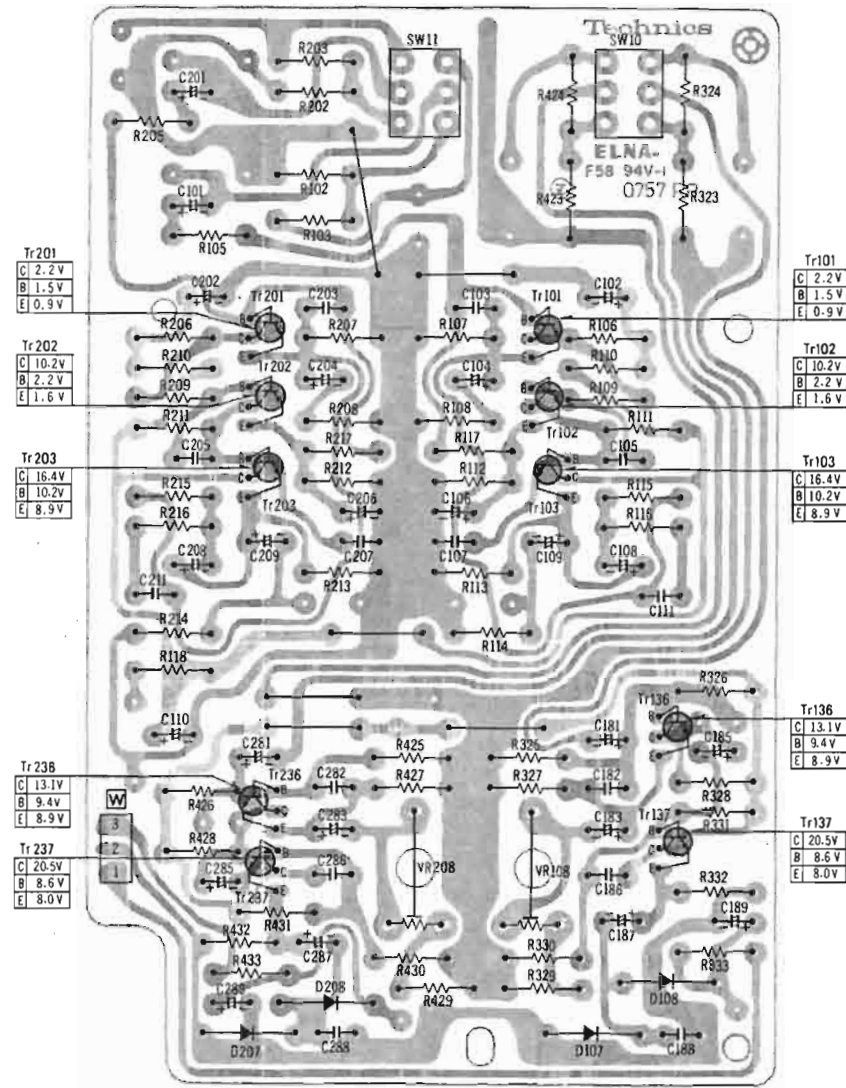 Technics
R203
SW11
SW10
C201
R202
R424
R324
R205
ELNA-
F58 94V-1
0757
R102
C101
R423
R323
R105
R103
Tr201
C 2.2V
B 1.5V
E 0.9V
C202
Tr201
C203
C103
Tr101
C102
Tr101
C 2.2V
B 1.5V
E 0.9V
B
C
E
R206
R207
R107
R106
Tr202
C 10.2V
B 2.2V
E 1.6V
R210
Tr202
C204
C104
R110
Tr102
C 10.2V
B 2.2V
E 1.6V
R209
R109
R211
R208
R108
R111
C205
R217
R117
Tr102
C105
Tr203
C 16.4V
B 10.2V
E 8.9V
R215
R212
R112
R115
Tr103
C 16.4V
B 10.2V
E 8.9V
R216
Tr203
C206
C106
Tr103
R116
C208
C209
C207
C107
C109
C108
C211
R213
R113
C111
R214
R114
R118
R326
C110
C281
C181
Tr136
C185
Tr136
C 13.1V
B 9.4V
E 8.9V
Tr236
C 13.1V
B 9.4V
E 8.9V
R425
R325
Tr236
C282
R427
R327
C182
R426
R328
W
3
2
1
C283
C183
Tr137
R331
Tr137
C 20.5V
B 8.6V
E 8.0V
Tr237
C 20.5V
B 8.6V
E 8.0V
R428
C285
C286
VR208
VR108
C186
Tr237
R332
R431
C189
R432
C287
C187
R433
R430
R330
R333
C289
D208
R429
R329
D108
D207
C288
D107
C188